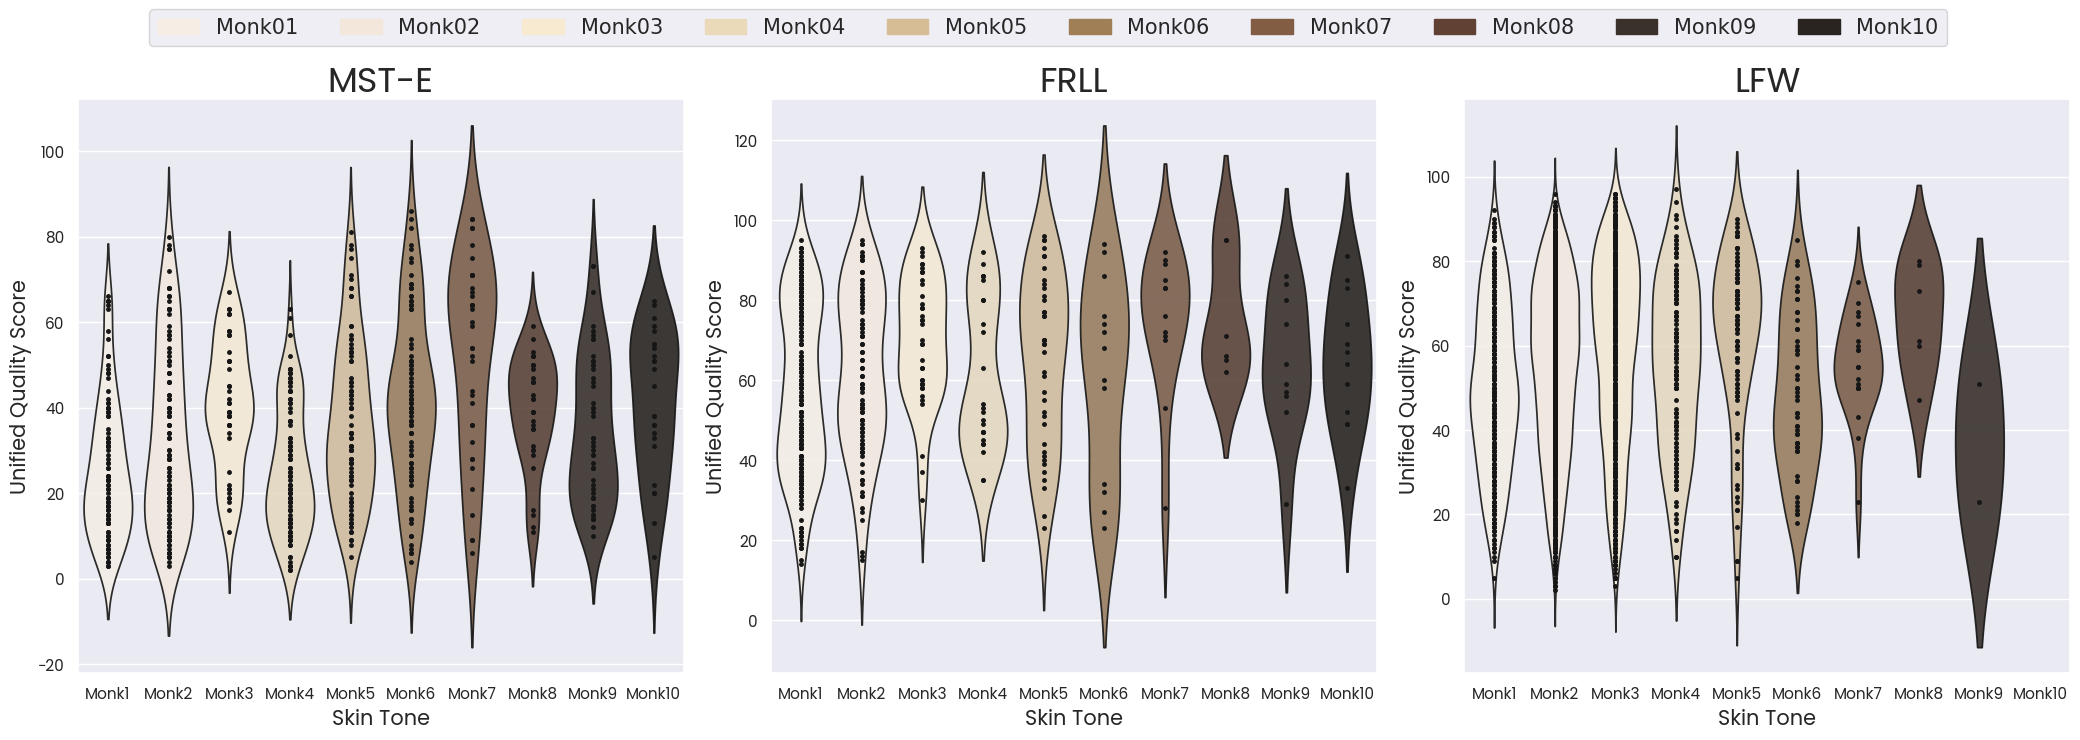 Monk01 Monk02 Monk03 Monk04 Monk05 Monk06 Monk07 Monk08 Monk09 Monk10
MST-E
Unified Quality Score
100
80
60
40
20
0
−20
Monk1 Monk2 Monk3 Monk4 Monk5 Monk6 Monk7 Monk8 Monk9 Monk10
Skin Tone
FRLL
Unified Quality Score
120
100
80
60
40
20
0
Monk1 Monk2 Monk3 Monk4 Monk5 Monk6 Monk7 Monk8 Monk9 Monk10
Skin Tone
LFW
Unified Quality Score
100
80
60
40
20
0
Monk1 Monk2 Monk3 Monk4 Monk5 Monk6 Monk7 Monk8 Monk9 Monk10
Skin Tone